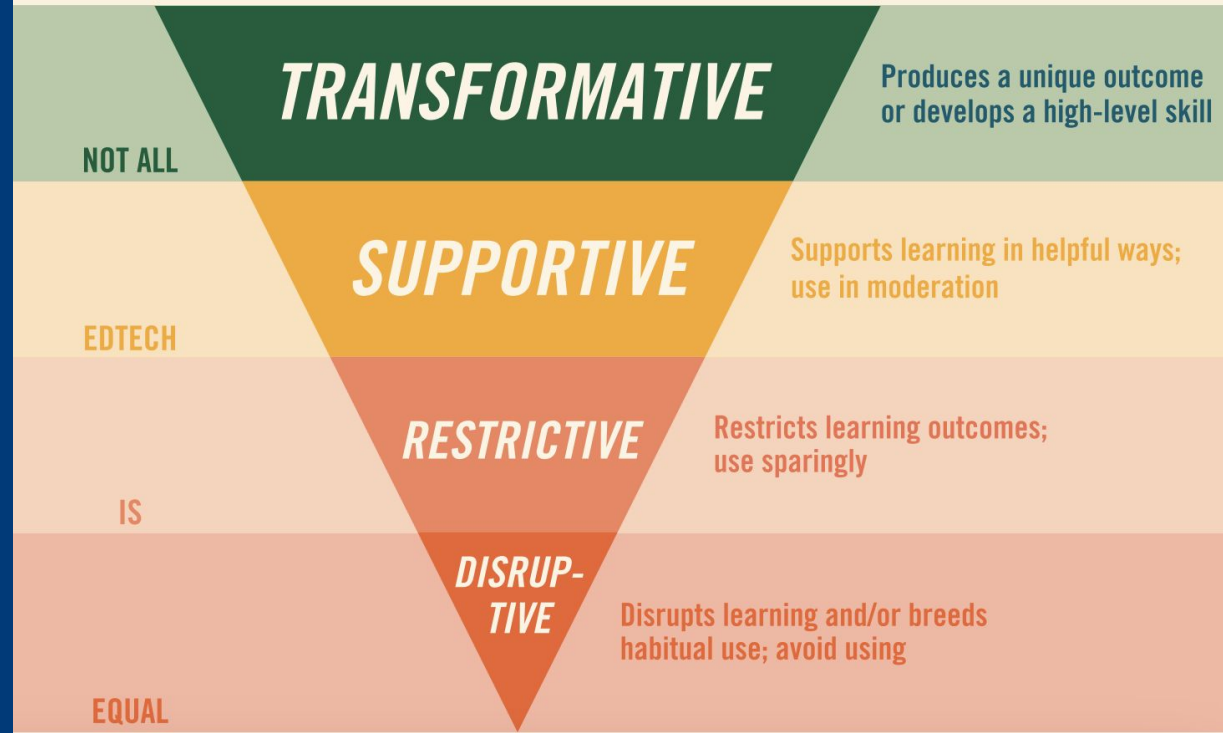 TRANSFORMATIVE
Produces a unique outcome
or develops a high-level skill
NOT ALL
SUPPORTIVE
Supports learning in helpful ways;
use in moderation
EDTECH
RESTRICTIVE
Restricts learning outcomes;
use sparingly
IS
DISRUP-
TIVE
Disrupts learning and/or breeds
habitual use; avoid using
EQUAL